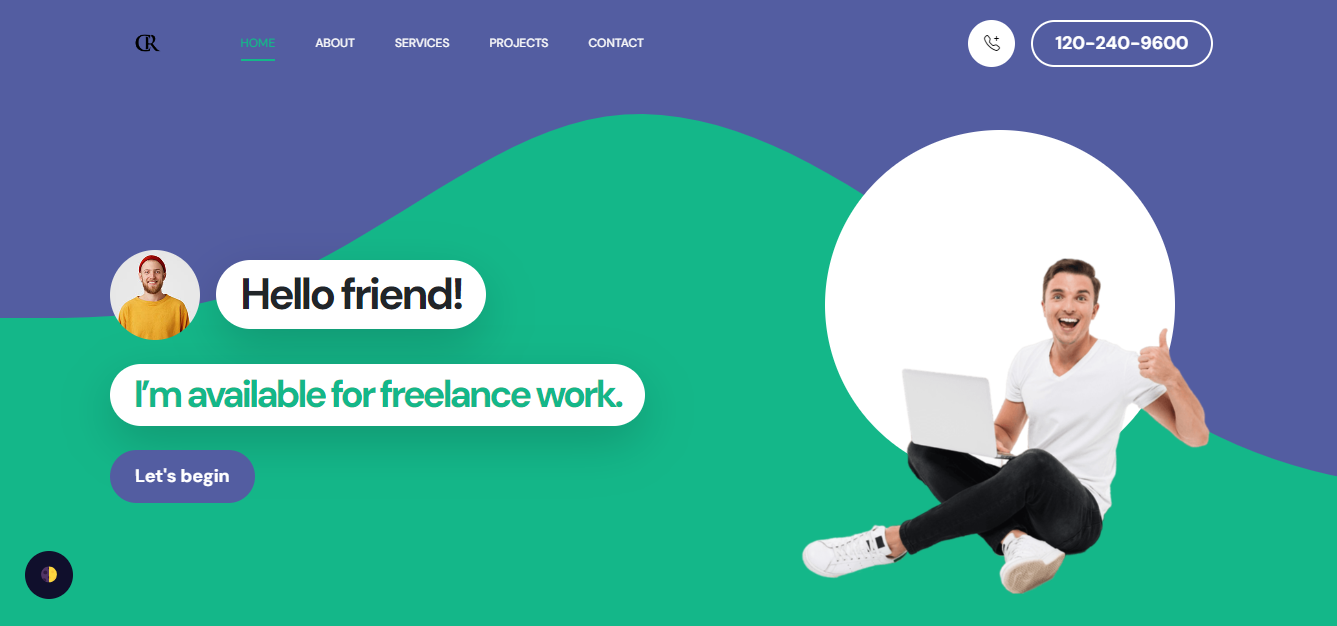 CR
HOME ABOUT SERVICES PROJECTS CONTACT 120-240-9600
Hello friend!
I'm available for freelance work.
Let's begin